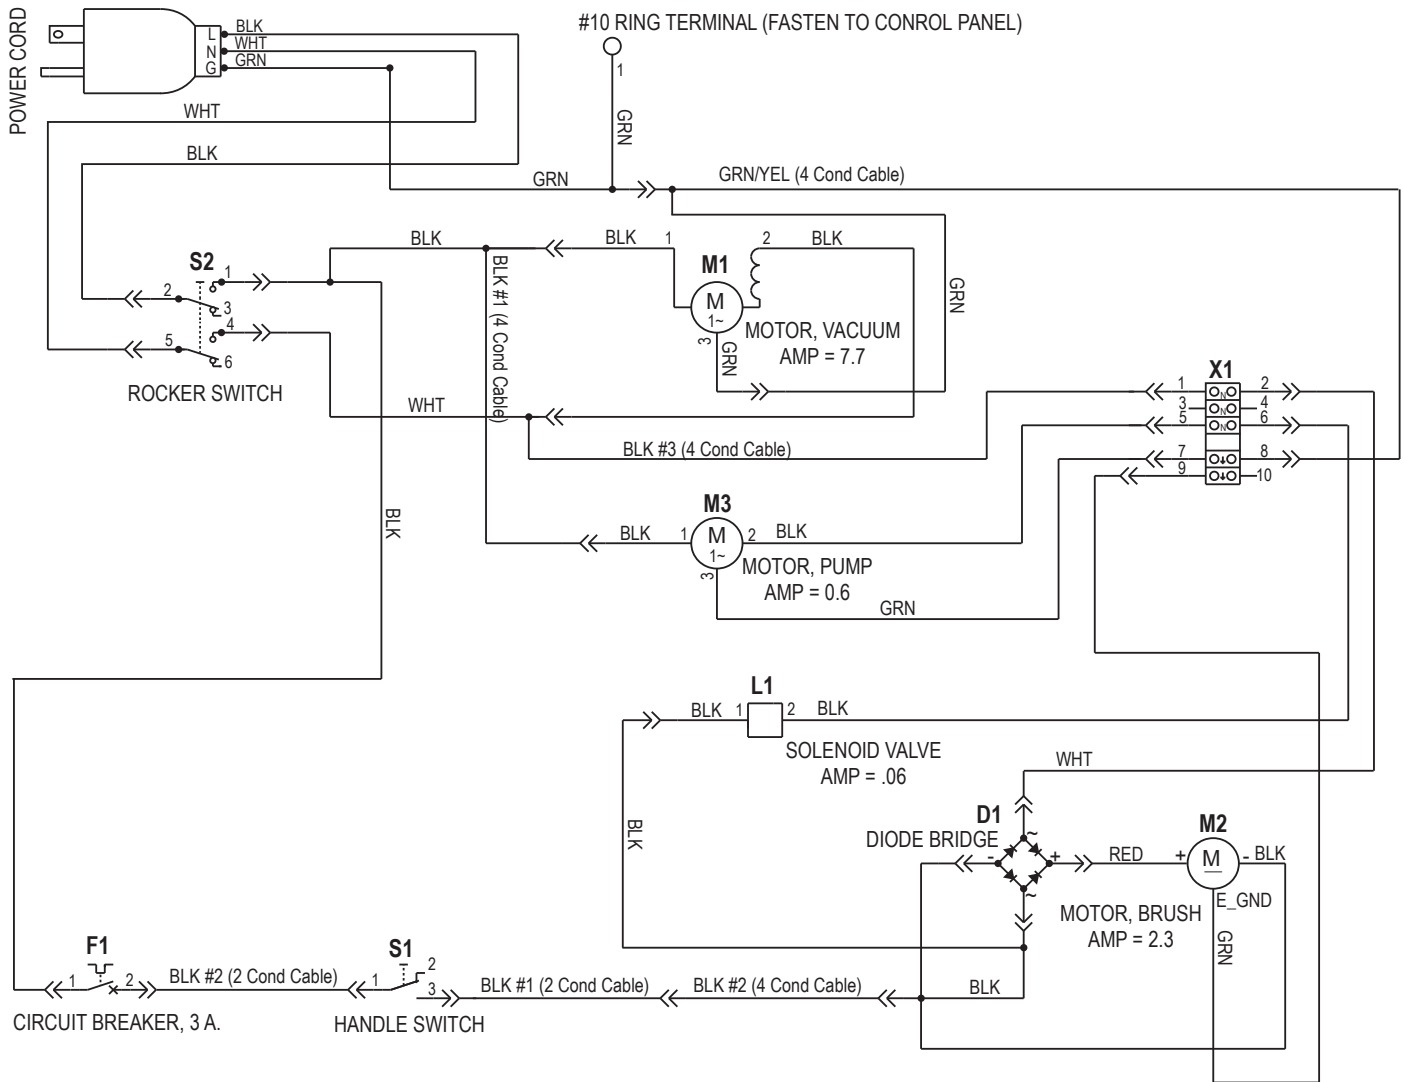 POWER CORD
L
BLK
N
WHT
G
GRN
#10 RING TERMINAL (FASTEN TO CONROL PANEL)
1
GRN
WHT
BLK
GRN
GRN/YEL (4 Cond Cable)
S2
1
2
3
4
5
6
ROCKER SWITCH
BLK
BLK
1
2
BLK
M1
M
1~
3
GRN
MOTOR, VACUUM
AMP = 7.7
GRN
BLK #1 (4 Cond Cable)
WHT
BLK #3 (4 Cond Cable)
X1
1
N
2
3
N
4
5
N
6
7
8
9
10
BLK
M3
BLK
1
M
1~
2
BLK
3
MOTOR, PUMP
AMP = 0.6
GRN
L1
BLK
1
2
BLK
SOLENOID VALVE
AMP = .06
BLK
WHT
D1
DIODE BRIDGE
~
-
+
~
RED
M2
+
M
-
BLK
E_GND
MOTOR, BRUSH
AMP = 2.3
GRN
F1
1
2
BLK #2 (2 Cond Cable)
CIRCUIT BREAKER, 3 A.
S1
1
2
3
HANDLE SWITCH
BLK #1 (2 Cond Cable)
BLK #2 (4 Cond Cable)
BLK